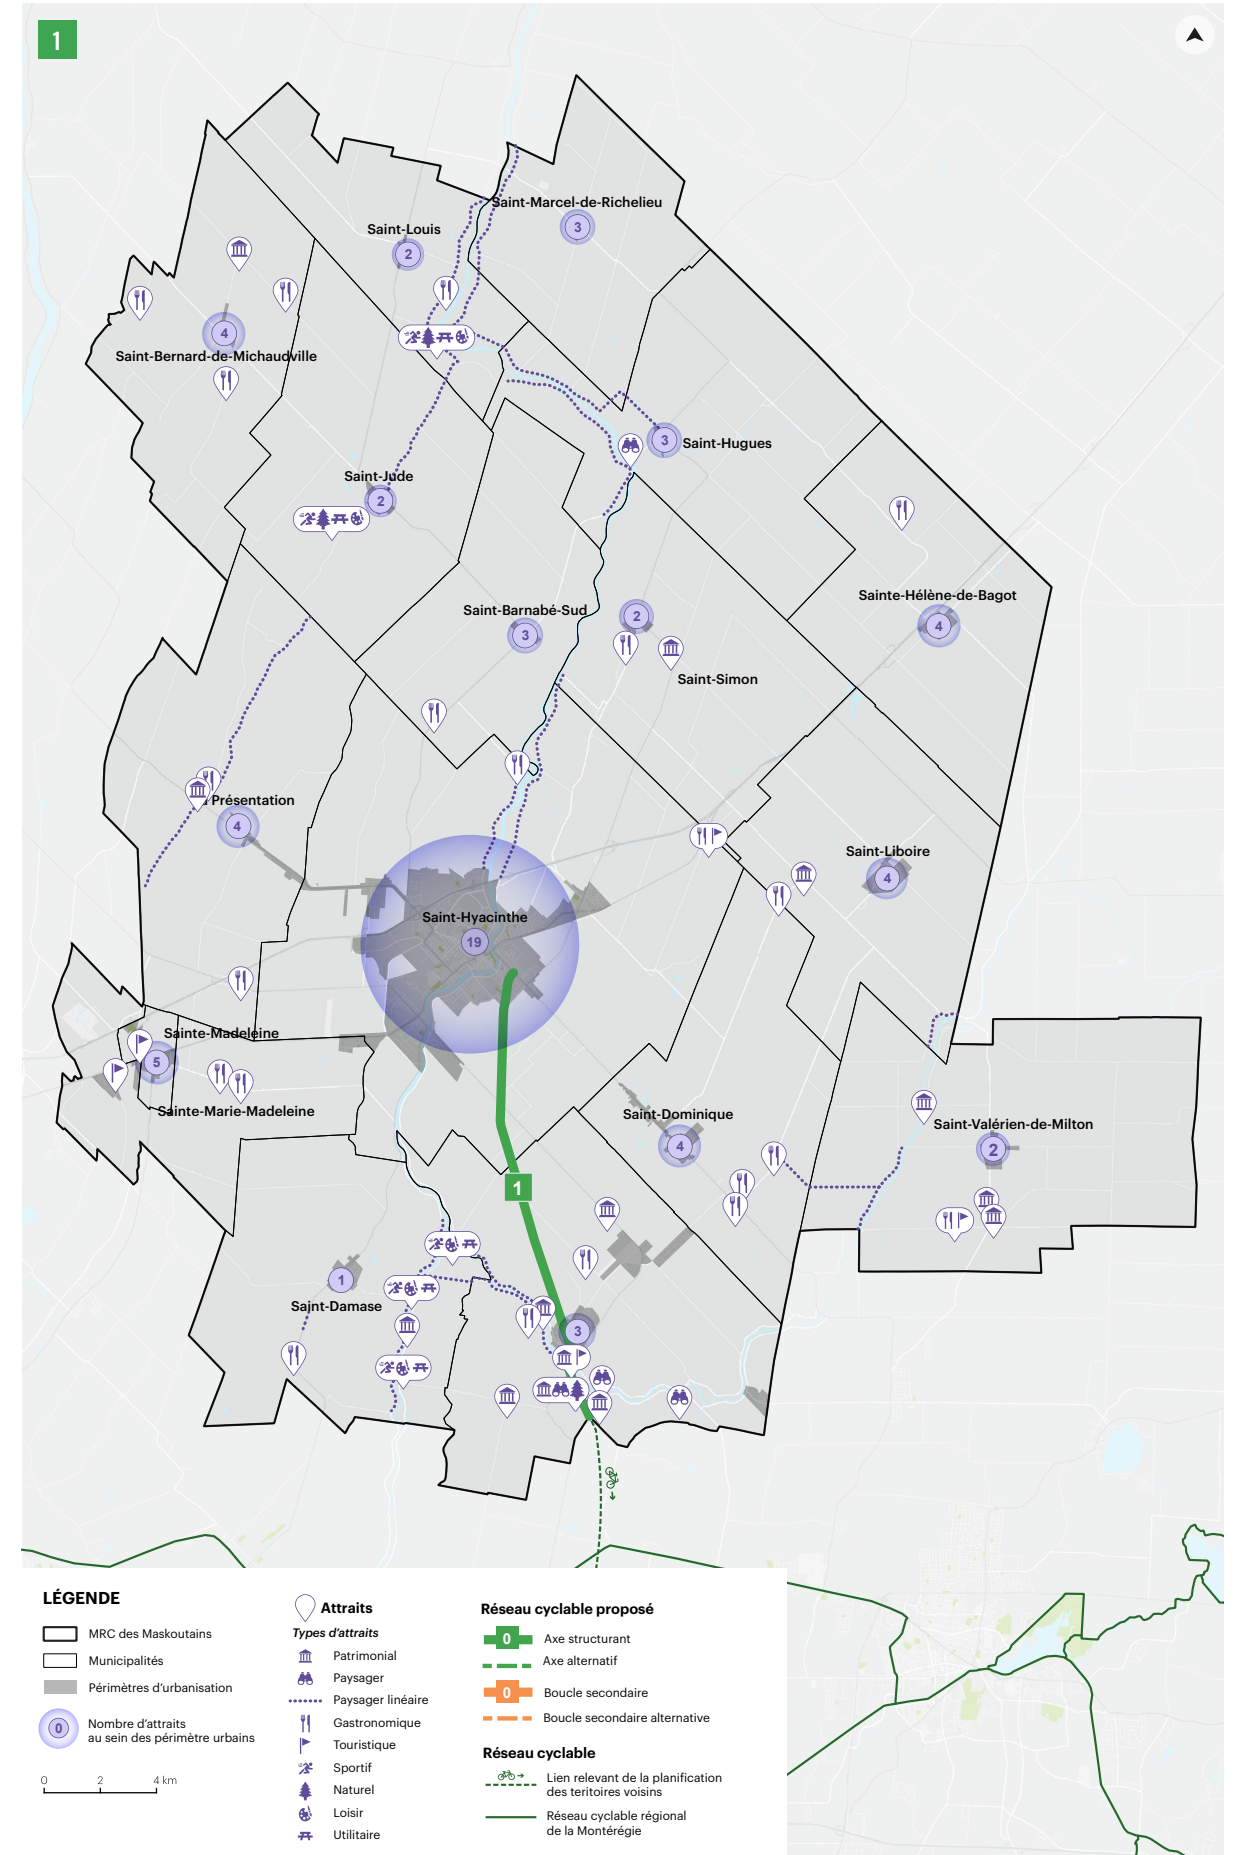 1
Saint-Marcel-de-Richelieu
3
Saint-Louis
2
4
Saint-Bernard-de-Michaudville
3
Saint-Hugues
Saint-Jude
2
Sainte-Hélène-de-Bagot
4
Saint-Barnabé-Sud
3
2
Saint-Simon
Présentation
4
Saint-Liboire
4
Saint-Hyacinthe
19
Sainte-Madeleine
5
Sainte-Marie-Madeleine
Saint-Dominique
4
Saint-Valérien-de-Milton
2
1
1
Saint-Damase
3
LÉGENDE
MRC des Maskoutains
Municipalités
Périmètres d'urbanisation
0
Nombre d'attraits
au sein des périmètre urbains
0 2 4 km
Attraits
Types d'attraits
Patrimonial
Paysager
Paysager linéaire
Gastronomique
Touristique
Sportif
Naturel
Loisir
Utilitaire
Réseau cyclable proposé
0
Axe structurant
Axe alternatif
0
Boucle secondaire
Boucle secondaire alternative
Réseau cyclable
Lien relevant de la planification
des teritoires voisins
Réseau cyclable régional
de la Montérégie